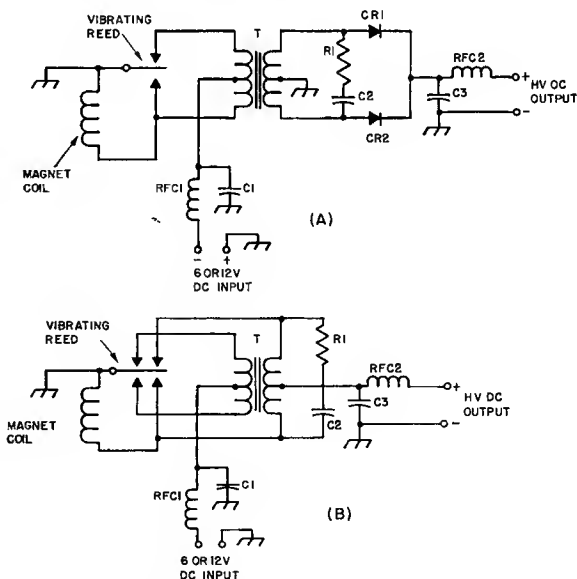 VIBRATING
REED
T
CR1
R1
RFC2
+
HV DC
OUTPUT
-
C2
C3
CR2
MAGNET
COIL
RFC1
C1
(A)
- +
6 OR 12V
DC INPUT
VIBRATING
REED
T
R1
RFC2
+
HV DC
OUTPUT
-
C3
C2
MAGNET
COIL
RFC1
C1
(B)
6 OR 12V
DC INPUT